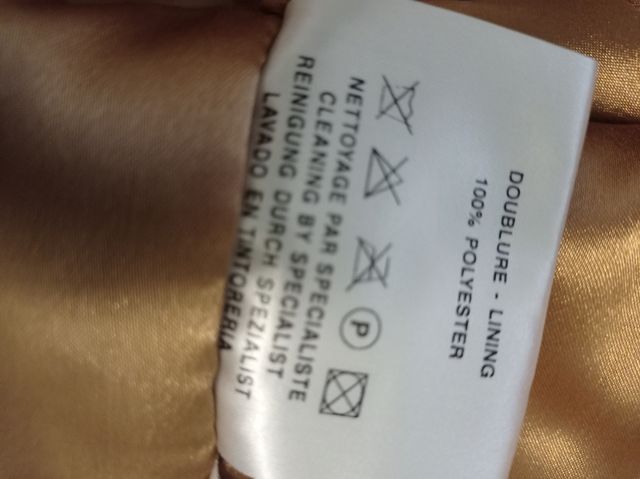 DOUBLURE - LINING
100% POLYESTER
P
NETTOYAGE PAR SPECIALISTE
CLEANING BY SPECIALIST
REINIGUNG DURCH SPEZIALIST
LAVADO EN TINTORERIA